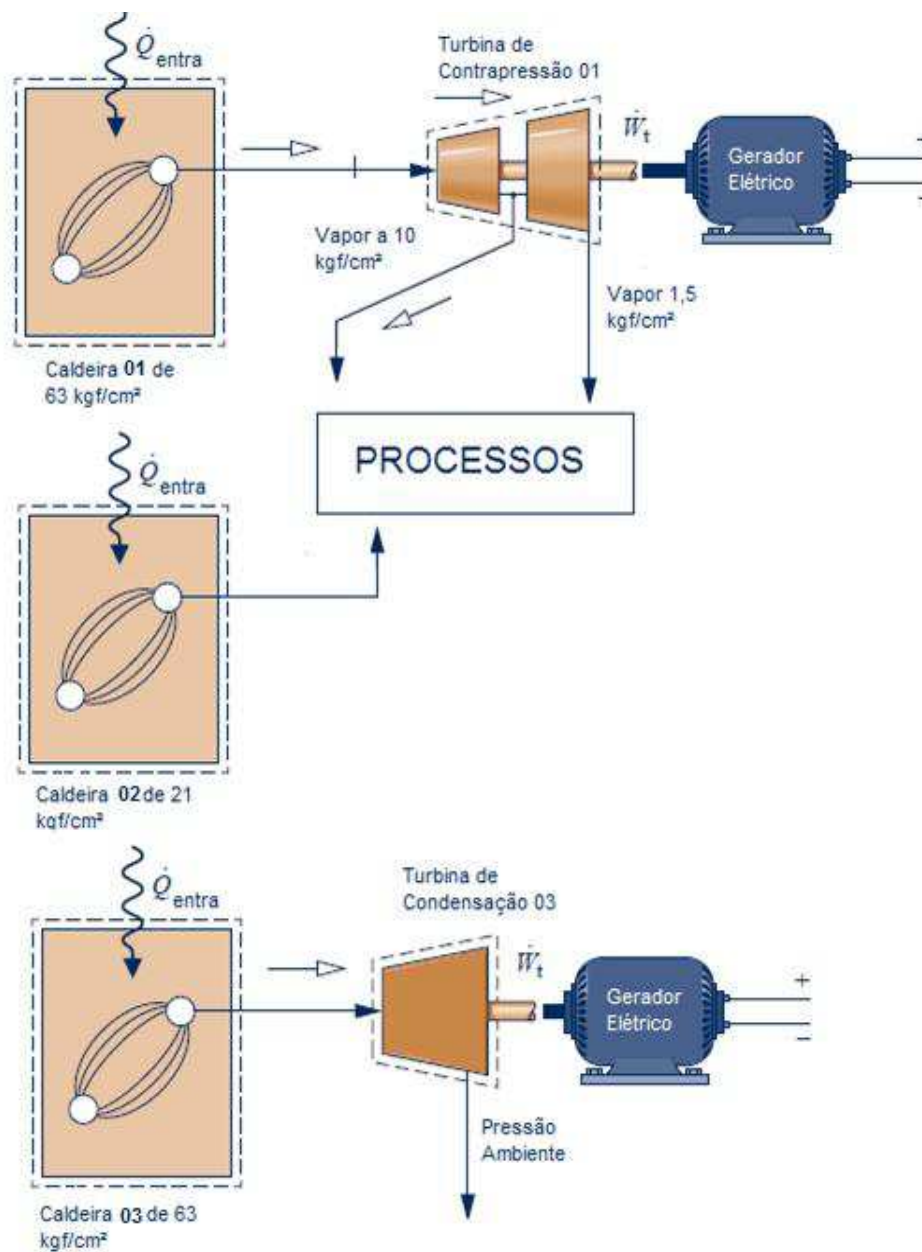 Q̇ entra
Turbina de
Contrapressão 01
Ẇt
Gerador
Elétrico
Vapor a 10
kgf/cm²
Vapor 1,5
kgf/cm²
Caldeira 01 de
63 kgf/cm²
PROCESSOS
Q̇ entra
Caldeira 02 de 21
kgf/cm²
Q̇ entra
Turbina de
Condensação 03
Ẇt
Gerador
Elétrico
+
–
Pressão
Ambiente
Caldeira 03 de 63
kgf/cm²